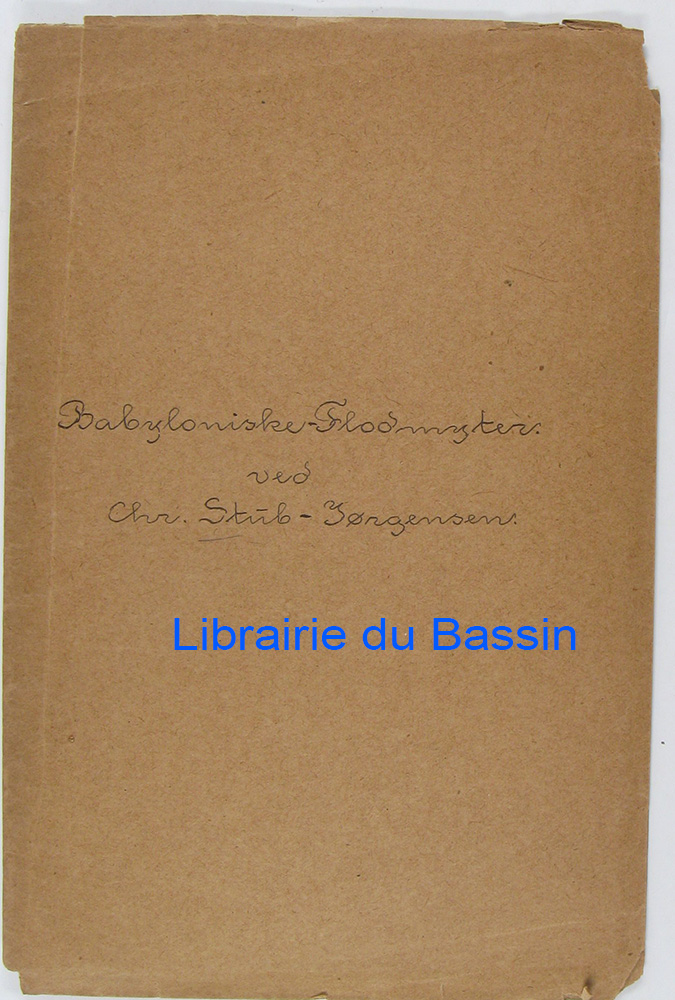 Babyloniske-Flodmyter.
ved
Chr. Stub-Jørgensen.
Librairie du Bassin